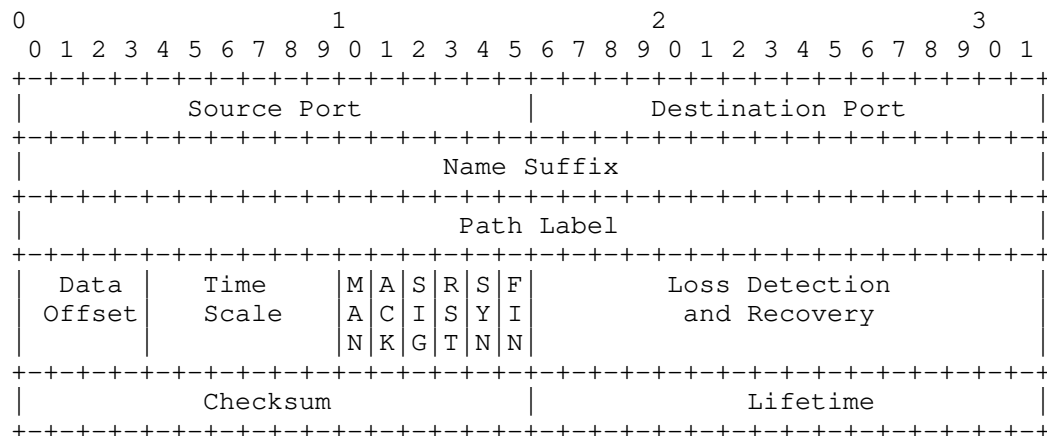 0                   1                   2                   3
 0 1 2 3 4 5 6 7 8 9 0 1 2 3 4 5 6 7 8 9 0 1 2 3 4 5 6 7 8 9 0 1
+-+-+-+-+-+-+-+-+-+-+-+-+-+-+-+-+-+-+-+-+-+-+-+-+-+-+-+-+-+-+-+-+
|          Source Port          |       Destination Port        |
+-+-+-+-+-+-+-+-+-+-+-+-+-+-+-+-+-+-+-+-+-+-+-+-+-+-+-+-+-+-+-+-+
|                          Name Suffix                          |
+-+-+-+-+-+-+-+-+-+-+-+-+-+-+-+-+-+-+-+-+-+-+-+-+-+-+-+-+-+-+-+-+
|                           Path Label                          |
+-+-+-+-+-+-+-+-+-+-+-+-+-+-+-+-+-+-+-+-+-+-+-+-+-+-+-+-+-+-+-+-+
|  Data |   Time    |M|A|S|R|S|F|        Loss Detection         |
| Offset|   Scale   |A|C|I|S|Y|I|         and Recovery          |
|       |           |N|K|G|T|N|N|                               |
+-+-+-+-+-+-+-+-+-+-+-+-+-+-+-+-+-+-+-+-+-+-+-+-+-+-+-+-+-+-+-+-+
|           Checksum            |             Lifetime          |
+-+-+-+-+-+-+-+-+-+-+-+-+-+-+-+-+-+-+-+-+-+-+-+-+-+-+-+-+-+-+-+-+